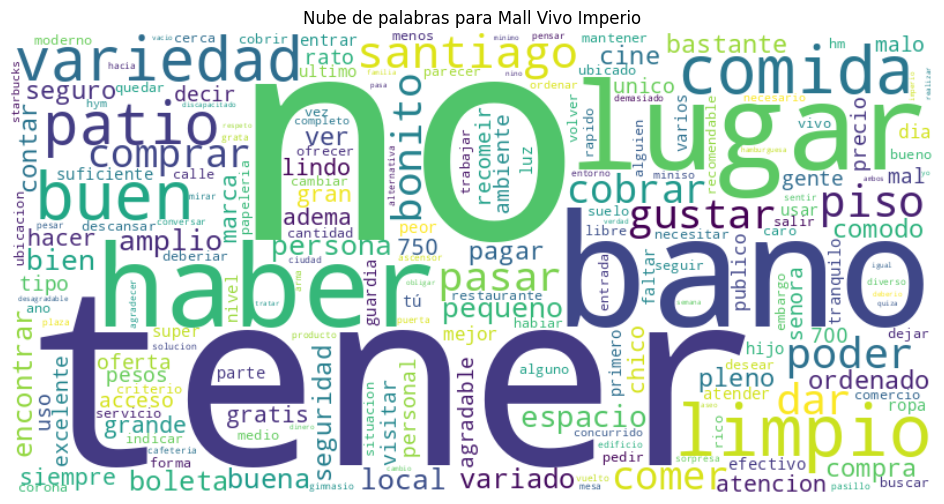 Nube de palabras para Mall Vivo Imperio
moderno cerca cobrir entrar santiago menos mantener hm malo
variedad rato cine bastante comida
starbucks vacio hacia ultimo parecer minimo pensar ubicado
seguro quedar decir no lugar unico
hym discapacitado familia nino ordenar demasiado necesario
contar patio comprar vez completo ver bonito pasa volver alguien varios vivo precio dia
respeto ofrecer trabajar recomeir ambiente luz rapido recomendable imperso realizar
grata lindo alternativa entorno miniso gente mal bueno
suficiente calle cambiar hamburguesa
buen marca papeleria gran cobrar piso
ubicacion descansar mirar adema suelo usar sentir ambos yo
pesar conversar cantidad peor gustar salir comodo
hacer amplio deberiar persona 750 pagar libre necesitar caro
bien haber ciudad ascensor pasar bano verdad seguir igual
tipo nivel guardia tú entrada faltar publico embargo tranquilo diverso
ano tratar arma obligar pequeno restaurante semana senora deberia
desagradable agradecer habiar quiza
plaza super producto puerta mejor primero 700 dejar
encontrar solucion tener chico hijo poder
oferta parte alguno desear pleno
excelente pesos criterio seguridad situacion personal agradable dar ordenado
uso acceso gratis visitar espacio atender comercio ropa
servicio concurrido limpio
grande indicar medio edificio rico aseo
cafeteria dinero pedir sorpresa efectivo
siempre forma buena local variado comer compra buscar
corona boleta gimnasio cambio vuelto mesa atencion pasillo